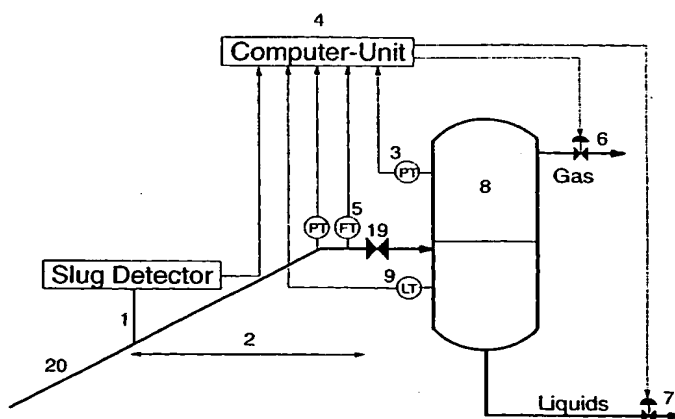 4
Computer-Unit
3
PT
6
Gas
8
5
PT
FT
19
Slug Detector
9
LT
1
2
20
Liquids
7